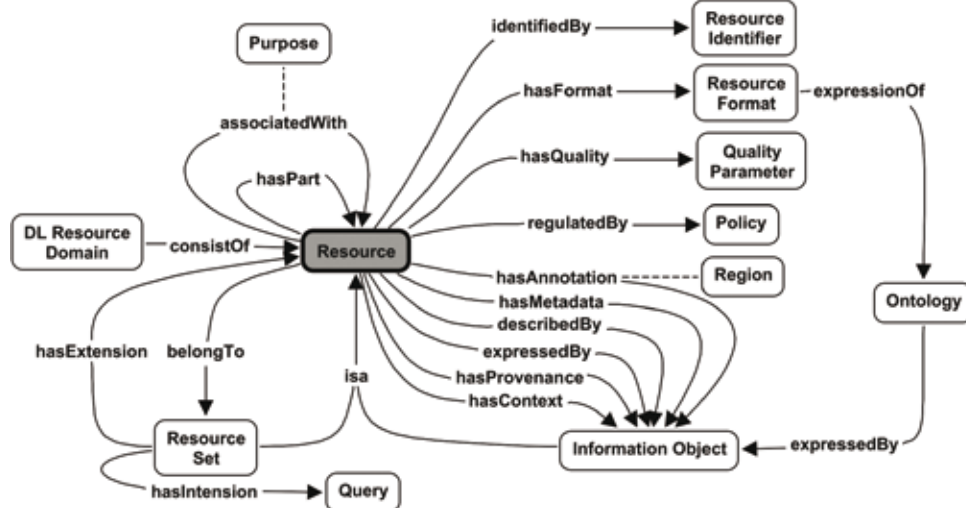 identifiedBy
Resource
Identifier
Purpose
hasFormat
Resource
Format
expressionOf
associatedWith
hasQuality
Quality
Parameter
hasPart
regulatedBy
Policy
DL Resource
Domain
consistOf
Resource
hasAnnotation
Region
hasMetadata
Ontology
describedBy
hasExtension
belongTo
expressedBy
isa
hasProvenance
hasContext
Resource
Set
Information Object
expressedBy
hasIntension
Query